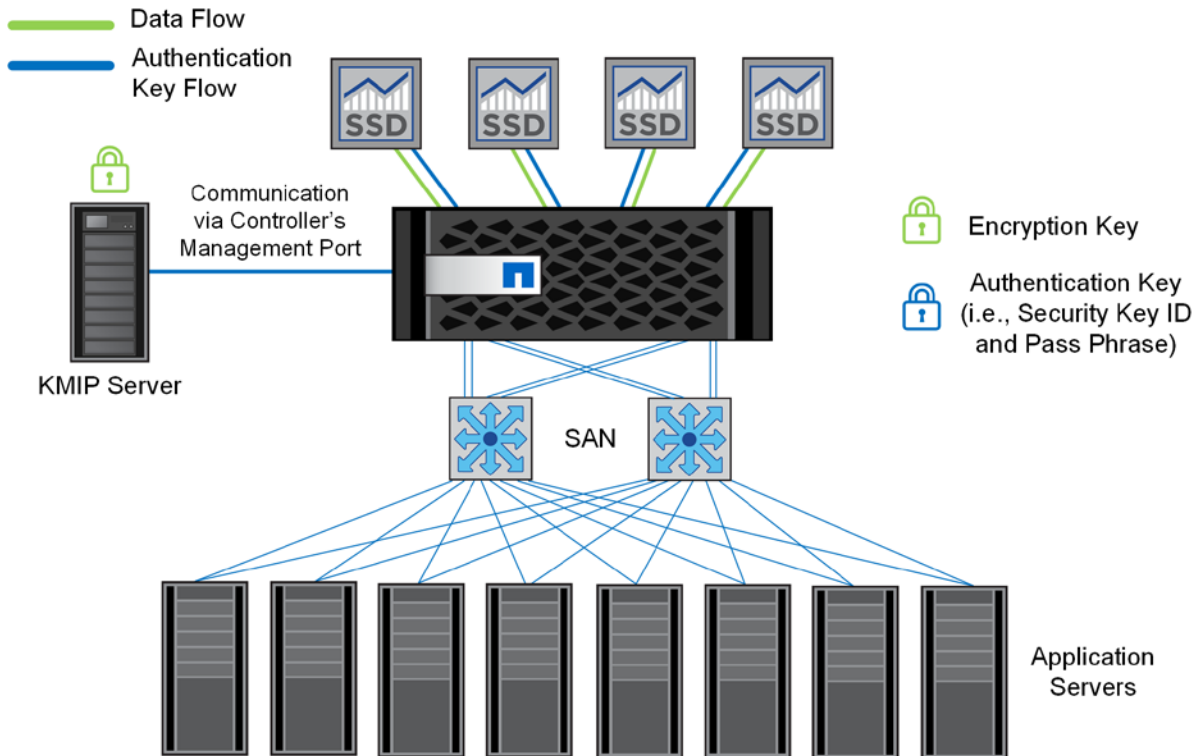 Data Flow
Authentication
Key Flow
SSD
SSD
SSD
SSD
Communication
via Controller's
Management Port
KMIP Server
Encryption Key
Authentication Key
(i.e., Security Key ID
and Pass Phrase)
SAN
Application
Servers